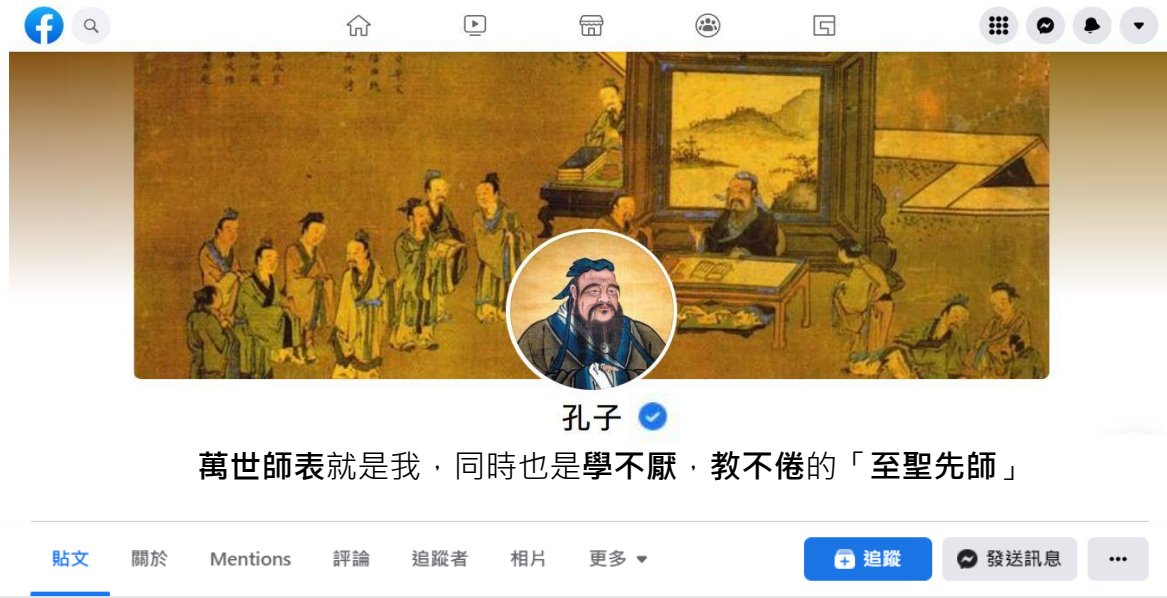 孔子
萬世師表就是我，同時也是學不厭，教不倦的「至聖先師」
貼文 關於 Mentions 評論 追蹤者 相片 更多 追蹤 發送訊息